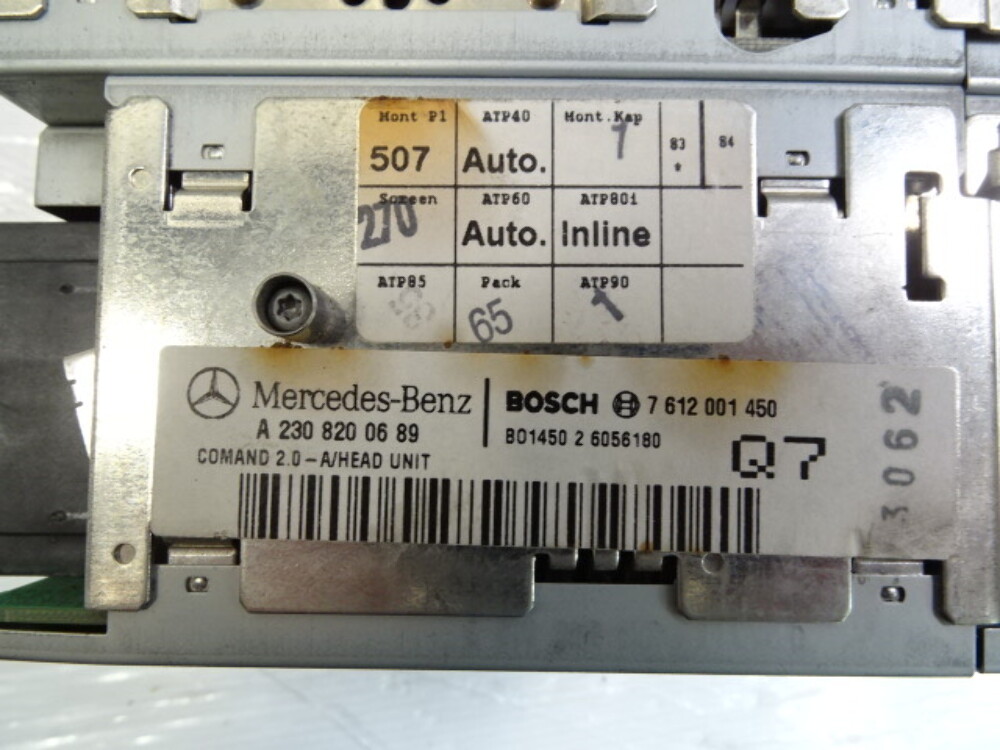 Mont P1 ATP40 Mont.Kap 83 84
507 Auto. 1 *
Screen ATP60 ATP801
270 Auto. Inline
ATP85 Pack ATP90
65 1
Mercedes-Benz BOSCH 7 612 001 450
A 230 820 06 89 BO1450 2 6056180
COMAND 2.0-A/HEAD UNIT Q7
3062